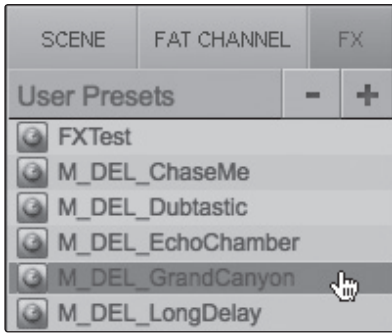 SCENE FAT CHANNEL FX
User Presets - +
FXTest
M_DEL_ChaseMe
M_DEL_Dubtastic
M_DEL_EchoChamber
M_DEL_GrandCanyon
M_DEL_LongDelay